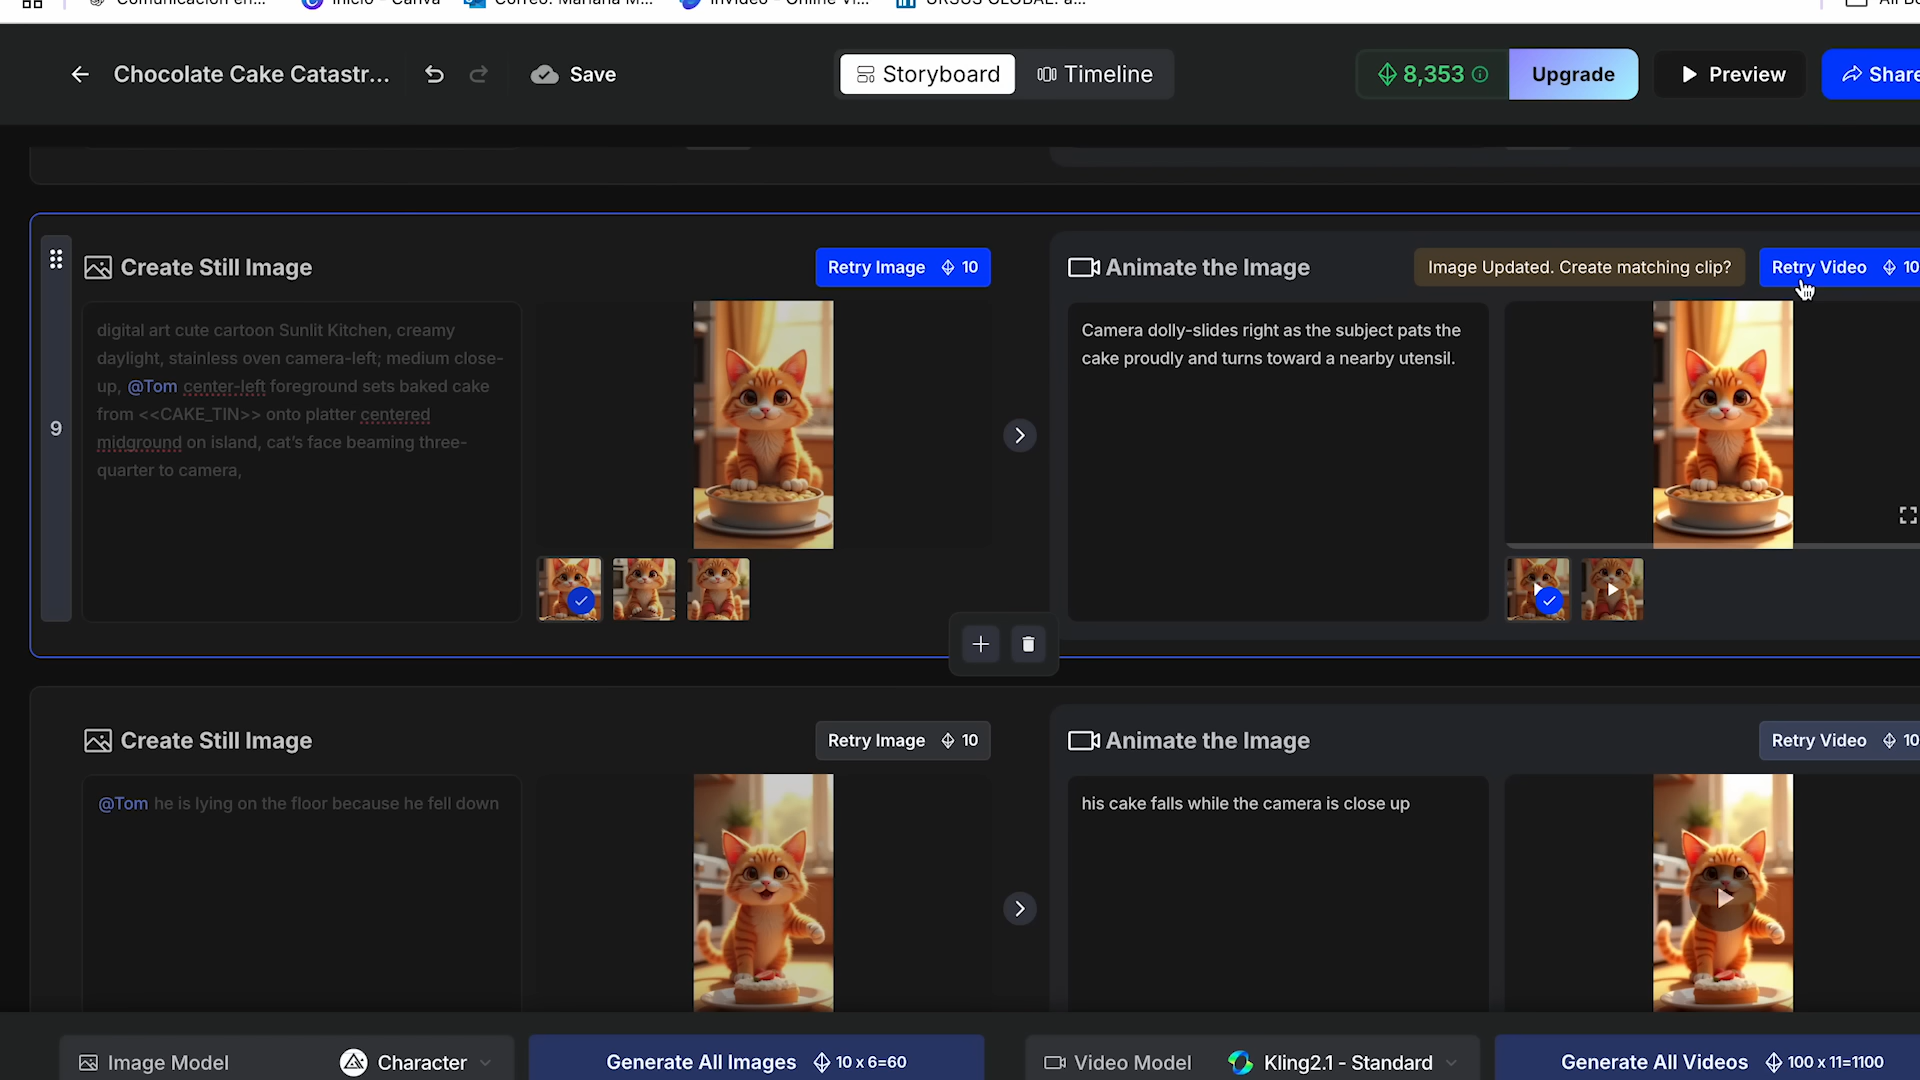 Inicio - Canva
Chocolate Cake Catastr...
Save
Storyboard
Timeline
8,353
Upgrade
Preview
Share
9
Create Still Image
Retry Image 10
digital art cute cartoon Sunlit Kitchen, creamy
daylight, stainless oven camera-left; medium close-
up, @Tom center-left foreground sets baked cake
from <<CAKE_TIN>> onto platter centered
midground on island, cat's face beaming three-
quarter to camera,
Animate the Image
Image Updated. Create matching clip?
Retry Video 10
Camera dolly-slides right as the subject pats the
cake proudly and turns toward a nearby utensil.
Create Still Image
Retry Image 10
@Tom he is lying on the floor because he fell down
Animate the Image
Retry Video 10
his cake falls while the camera is close up
Image Model
Character
Generate All Images 10 x 6=60
Video Model
Kling2.1 - Standard
Generate All Videos 100 x 11=1100